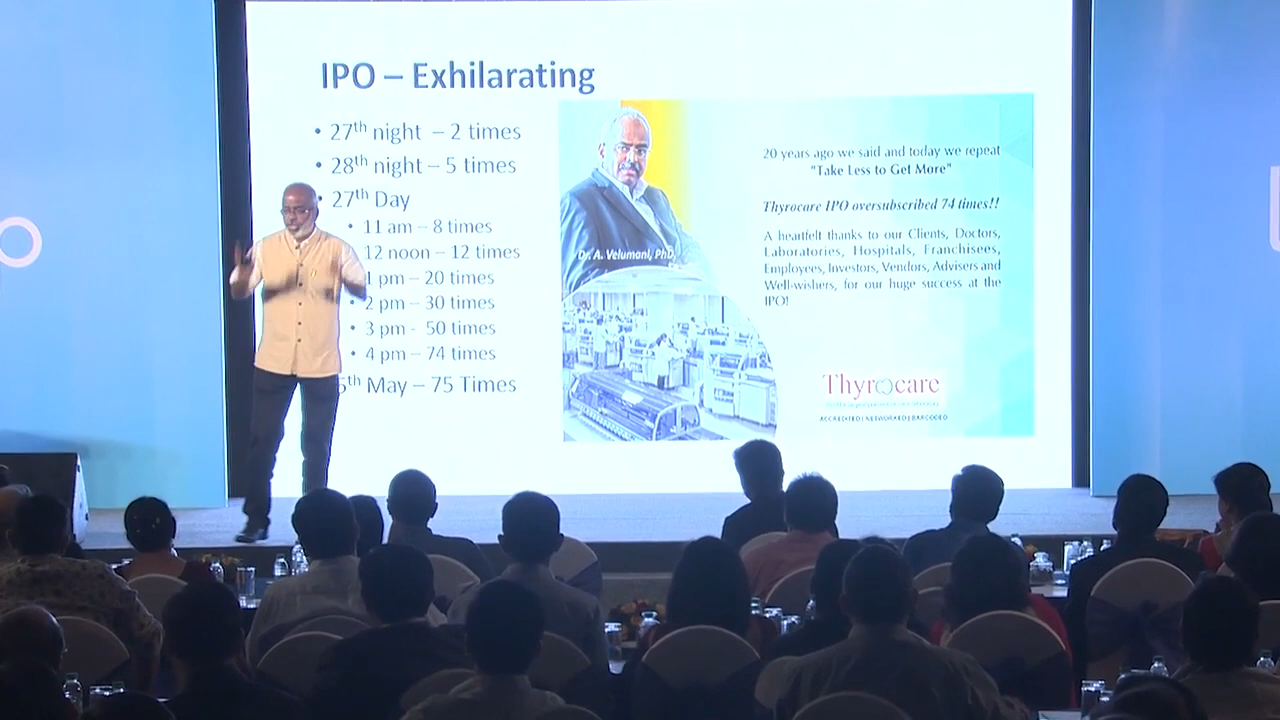 IPO – Exhilarating
• 27th night – 2 times
• 28th night – 5 times
• 27th Day
• 11 am – 8 times
12 noon – 12 times
1 pm – 20 times
• 2 pm – 30 times
• 3 pm - 50 times
• 4 pm – 74 times
5th May – 75 Times
Dr. A. Velumani, PhD,
20 years ago we said and today we repeat
"Take Less to Get More"
Thyrocare IPO oversubscribed 74 times!!
A heartfelt thanks to our Clients, Doctors,
Laboratories, Hospitals, Franchisees,
Employees, Investors, Vendors, Advisers and
Well-wishers, for our huge success at the
IPO!
Thyrocare
ACCREDITED | NETWORKED | BARCODED